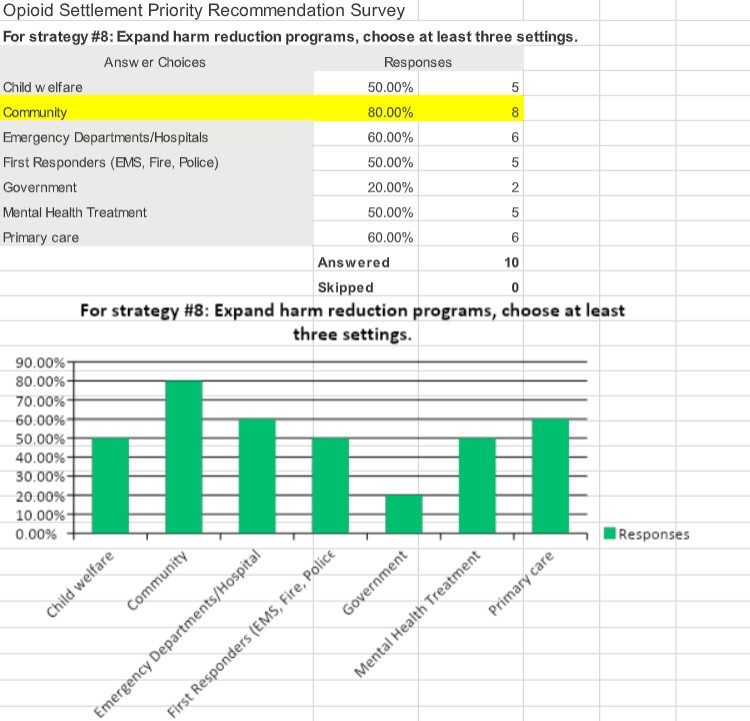 Opioid Settlement Priority Recommendation Survey
For strategy #8: Expand harm reduction programs, choose at least three settings.
Answer Choices Responses
Child welfare 50.00% 5
Community 80.00% 8
Emergency Departments/Hospitals 60.00% 6
First Responders (EMS, Fire, Police) 50.00% 5
Government 20.00% 2
Mental Health Treatment 50.00% 5
Primary care 60.00% 6
Answered 10
Skipped 0
For strategy #8: Expand harm reduction programs, choose at least
three settings.
90.00%
80.00%
70.00%
60.00%
50.00%
40.00%
30.00%
20.00%
10.00%
0.00%
Responses
Child welfare
Community
Emergency Departments/Hospital
First Responders (EMS, Fire, Police
Government
Mental Health Treatment
Primary care